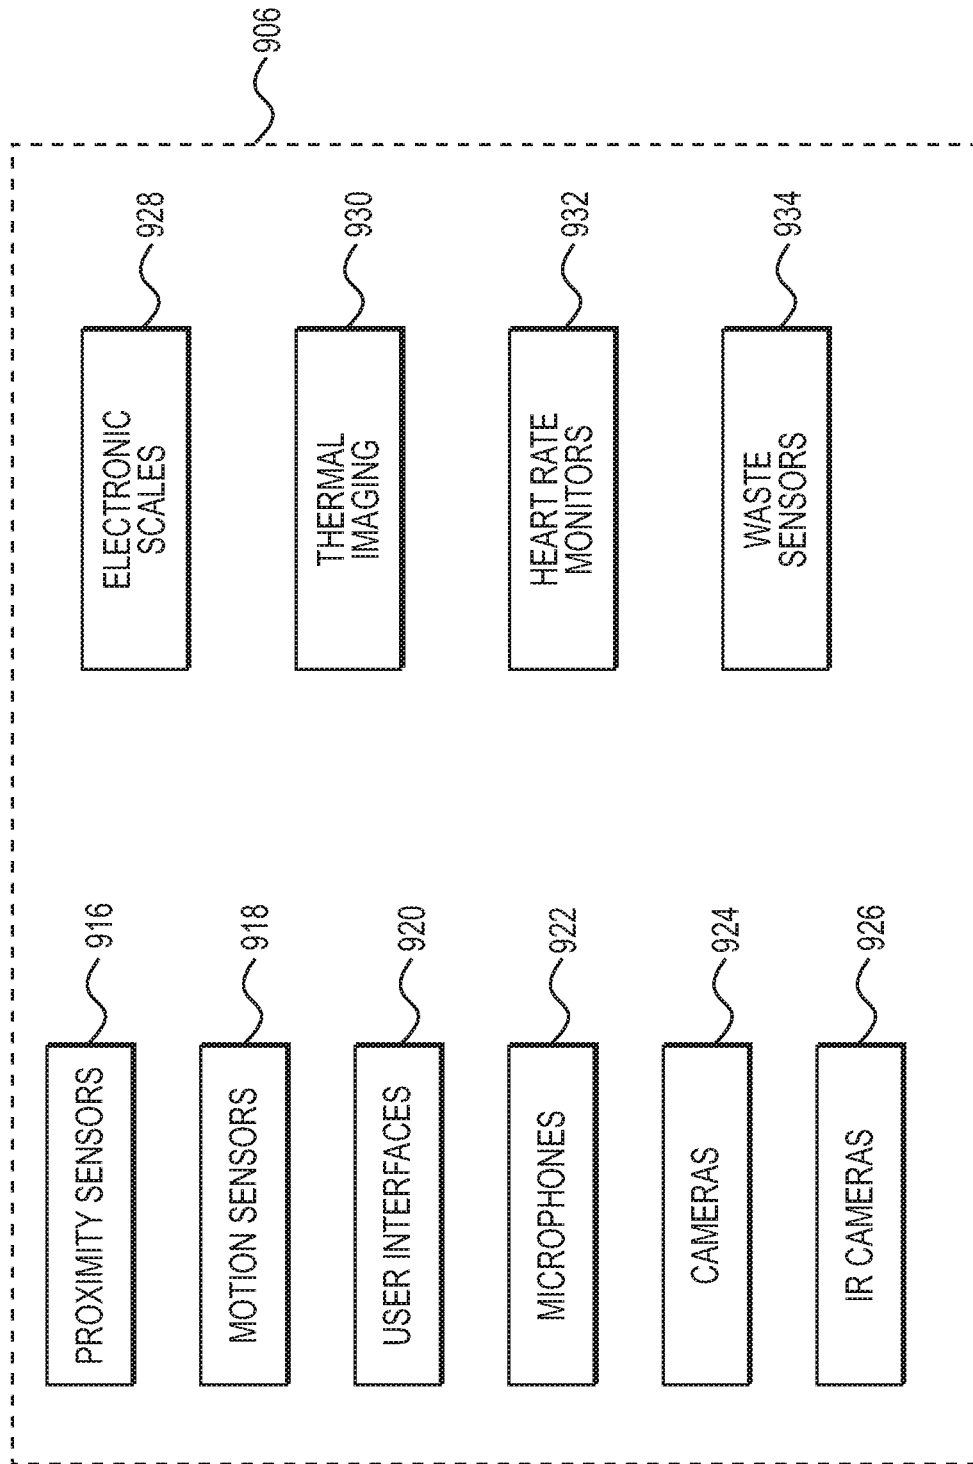 906
PROXIMITY SENSORS
916
MOTION SENSORS
918
USER INTERFACES
920
MICROPHONES
922
CAMERAS
924
IR CAMERAS
926
ELECTRONIC
SCALES
928
THERMAL
IMAGING
930
HEART RATE
MONITORS
932
WASTE
SENSORS
934